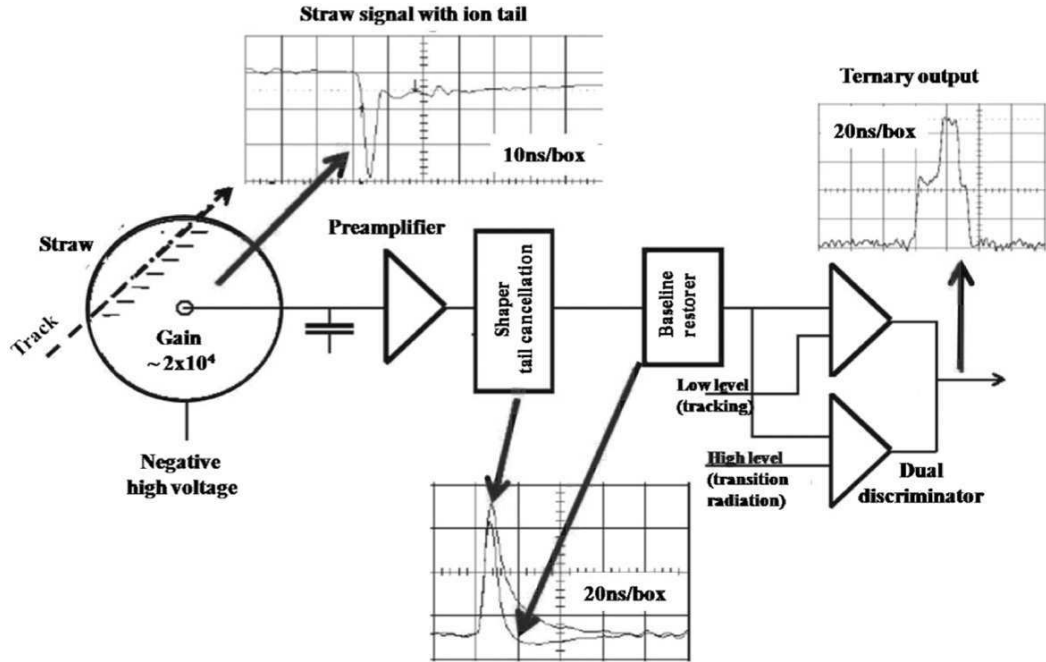 Straw signal with ion tail
10ns/box
Ternary output
20ns/box
Straw
Track
Gain
~2x10⁴
Negative
high voltage
Preamplifier
Shaper
tail cancellation
Baseline
restorer
Low level
(tracking)
High level
(transition
radiation)
Dual
discriminator
20ns/box